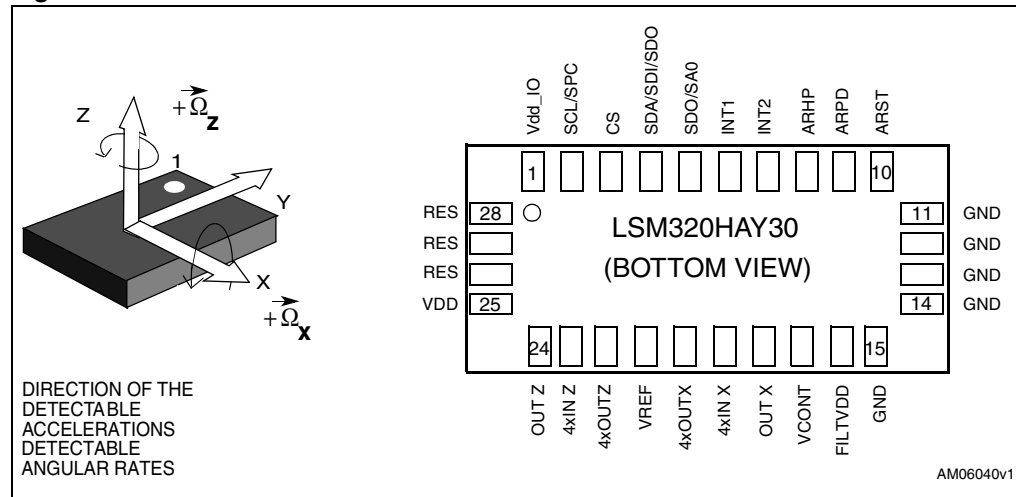 Z
+Ω Z
1
Y
X
+Ω X
DIRECTION OF THE
DETECTABLE
ACCELERATIONS
DETECTABLE
ANGULAR RATES
Vdd_IO
SCL/SPC
CS
SDA/SDI/SDO
SDO/SA0
INT1
INT2
ARHP
ARPD
ARST
1
10
RES
28
RES
RES
VDD
25
LSM320HAY30
(BOTTOM VIEW)
11
GND
GND
GND
14
GND
24
15
OUT Z
4xIN Z
4xOUTZ
VREF
4xOUTX
4xIN X
OUT X
VCONT
FILTVDD
GND
AM06040v1